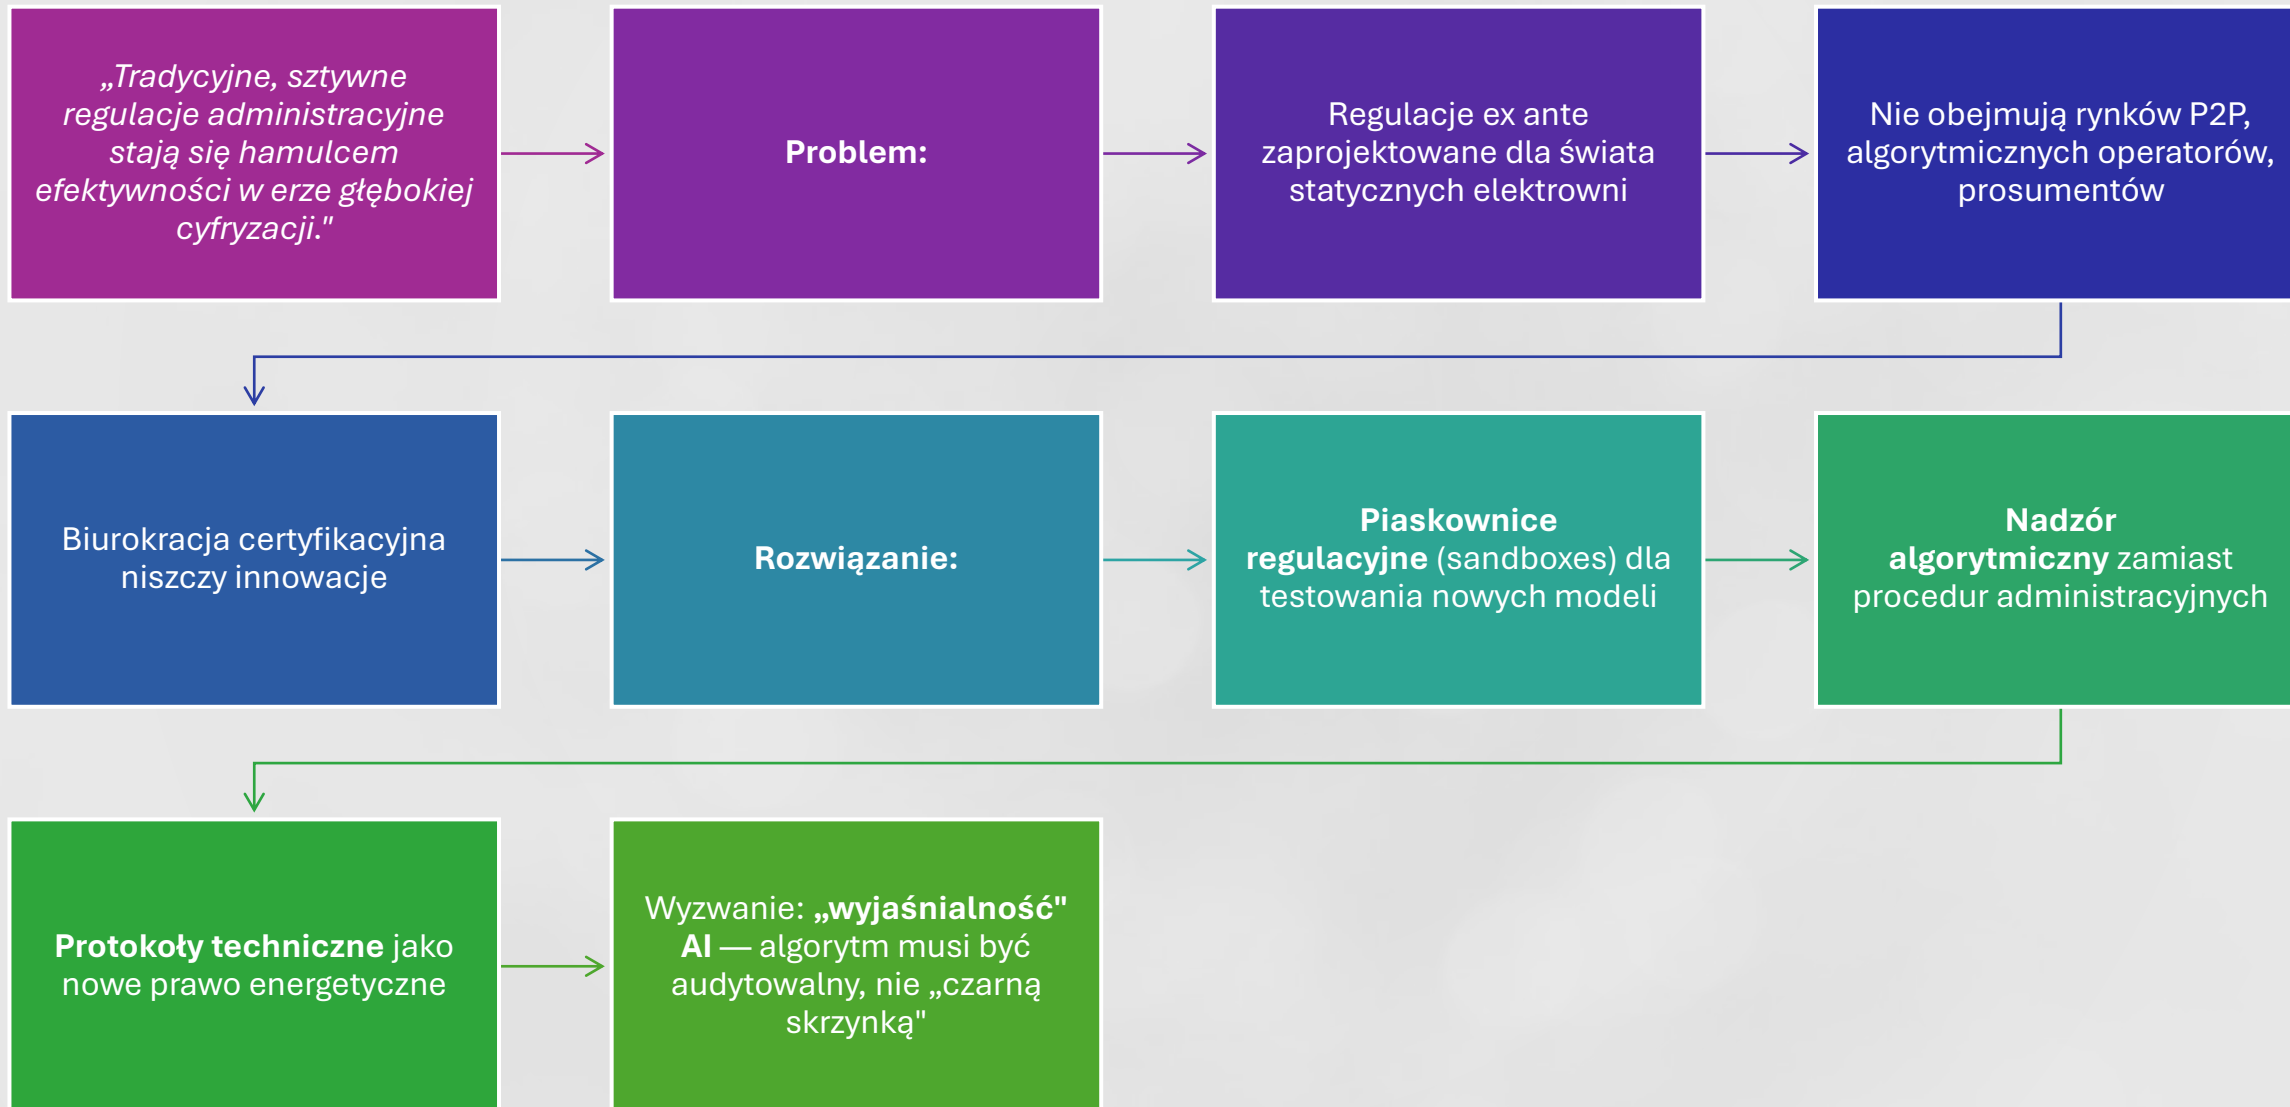 „Tradycyjne, sztywne
regulacje administracyjne
stają się hamulcem
efektywności w erze głębokiej
cyfryzacji."
Problem:
Regulacje ex ante
zaprojektowane dla świata
statycznych elektrowni
Nie obejmują rynków P2P,
algorytmicznych operatorów,
prosumentów
Biurokracja certyfikacyjna
niszczy innowacje
Rozwiązanie:
Piaskownice
regulacyjne (sandboxes) dla
testowania nowych modeli
Nadzór
algorytmiczny zamiast
procedur administracyjnych
Protokoły techniczne jako
nowe prawo energetyczne
Wyzwanie: „wyjaśnialność"
AI — algorytm musi być
audytowalny, nie „czarną
skrzynką"